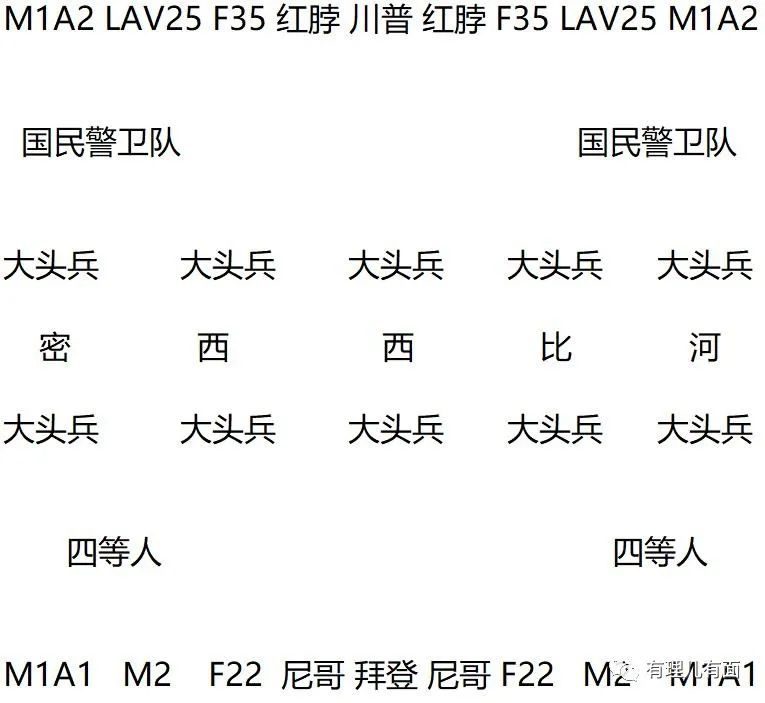 M1A2 LAV25 F35 红脖 川普 红脖 F35 LAV25 M1A2
国民警卫队 国民警卫队
大头兵 大头兵 大头兵 大头兵 大头兵
密 西 西 比 河
大头兵 大头兵 大头兵 大头兵 大头兵
四等人 四等人
M1A1 M2 F22 尼哥 拜登 尼哥 F22 M2 M1A1
有理儿有面